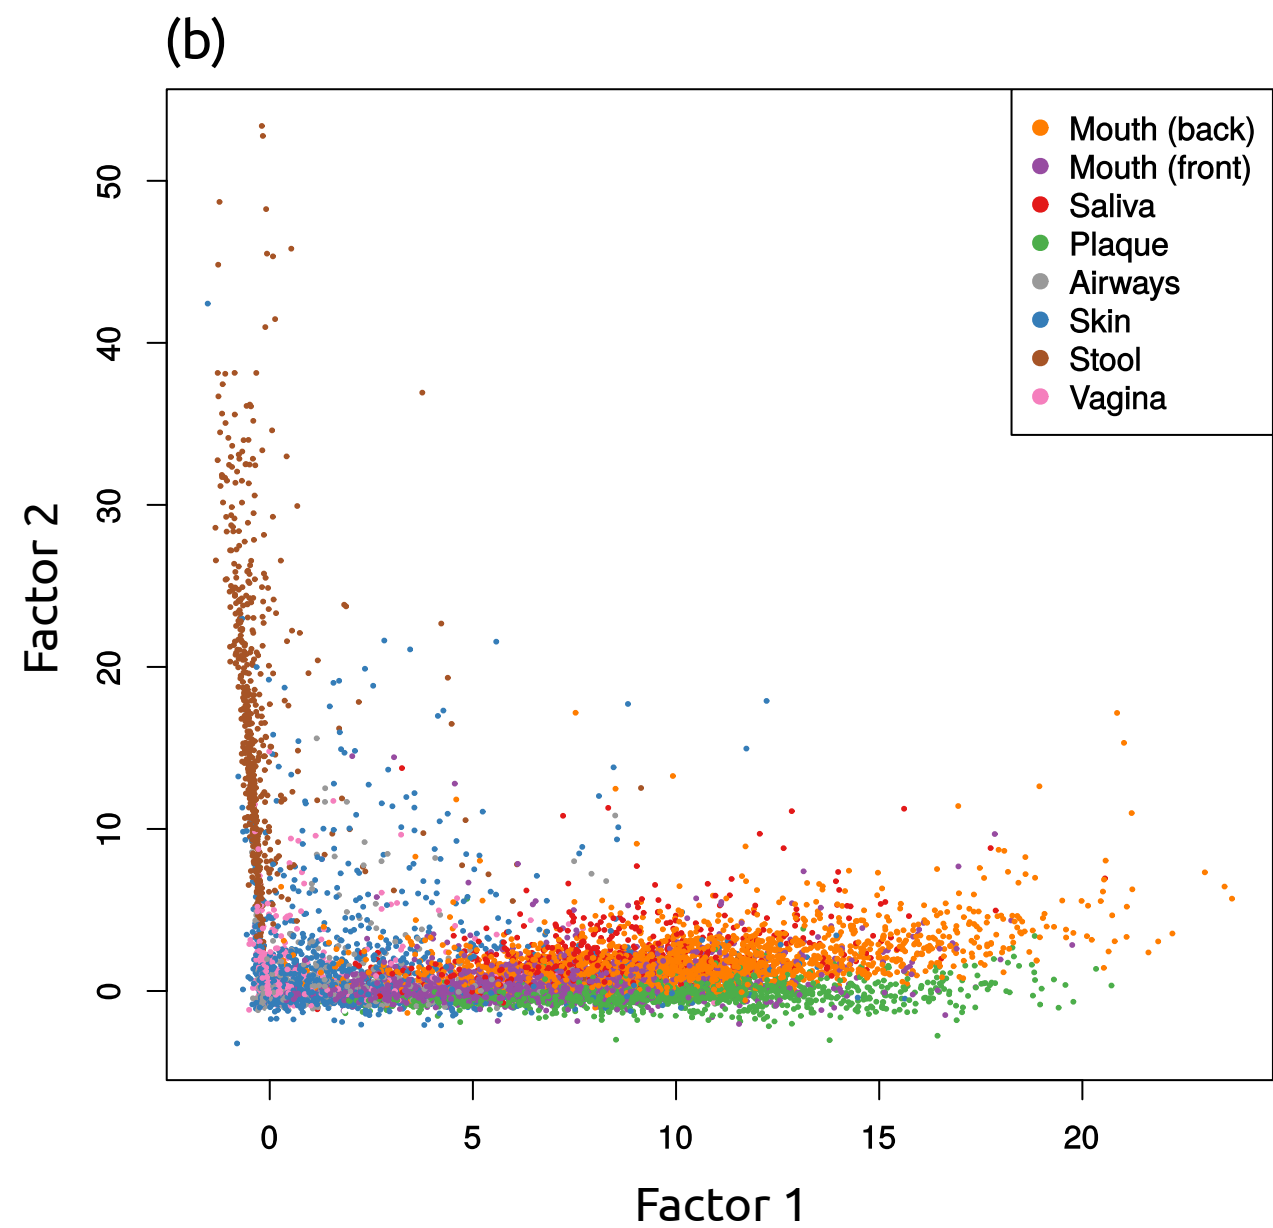 (b)
Mouth (back)
Mouth (front)
Saliva
Plaque
Airways
Skin
Stool
Vagina
50
40
30
20
10
0
Factor 2
0 5 10 15 20
Factor 1